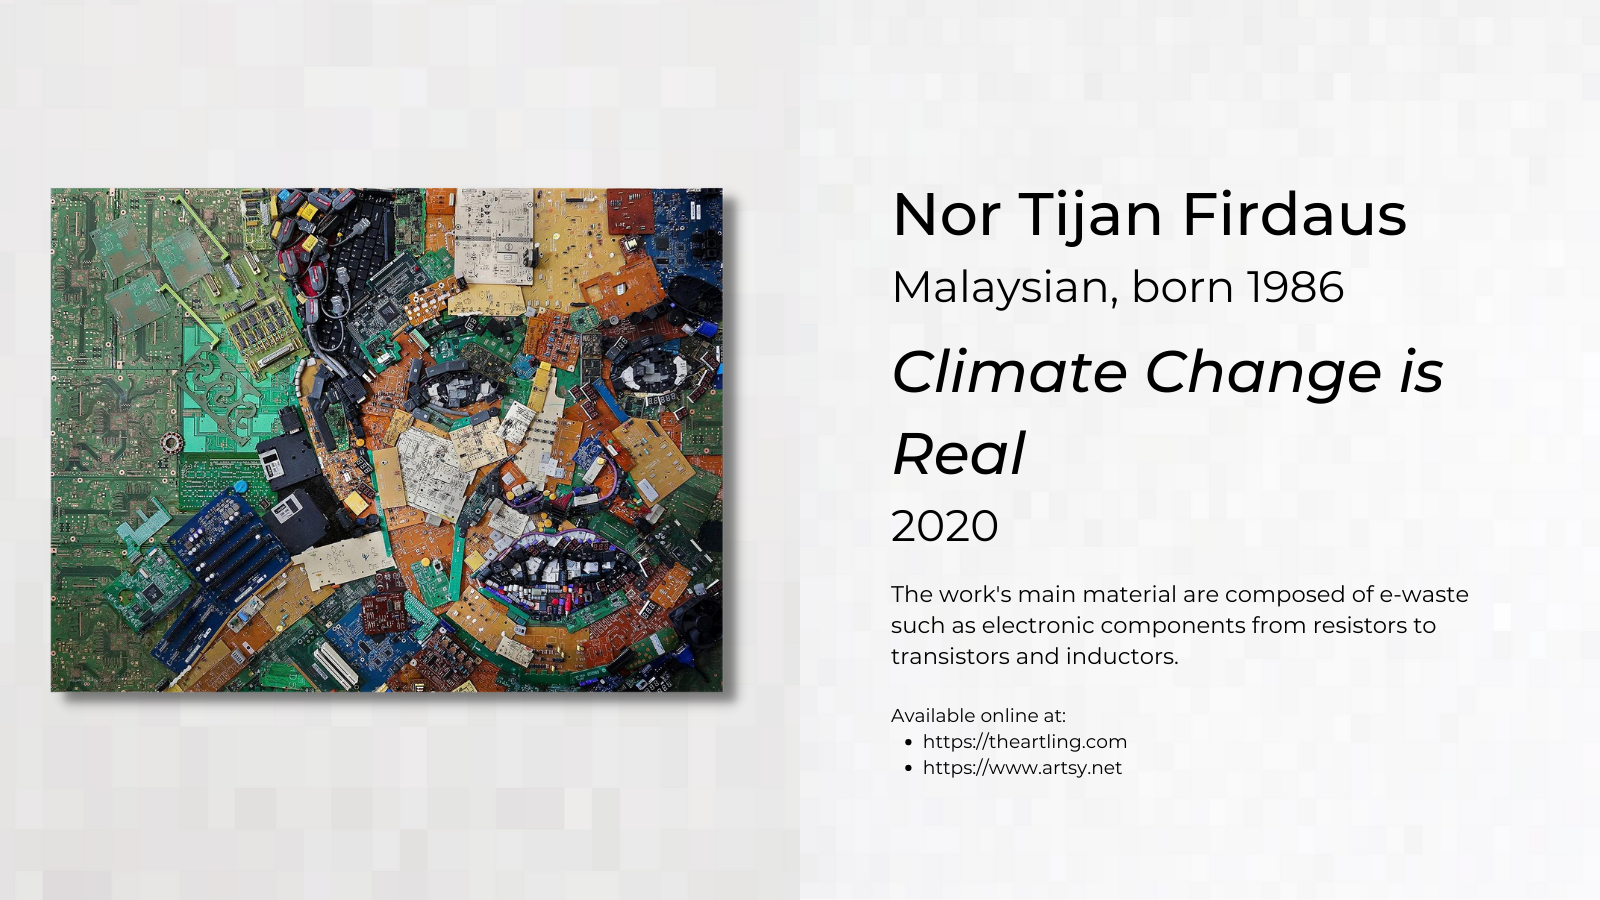 Nor Tijan Firdaus
Malaysian, born 1986
Climate Change is
Real
2020
The work's main material are composed of e-waste
such as electronic components from resistors to
transistors and inductors.
Available online at:
• https://theartling.com
• https://www.artsy.net